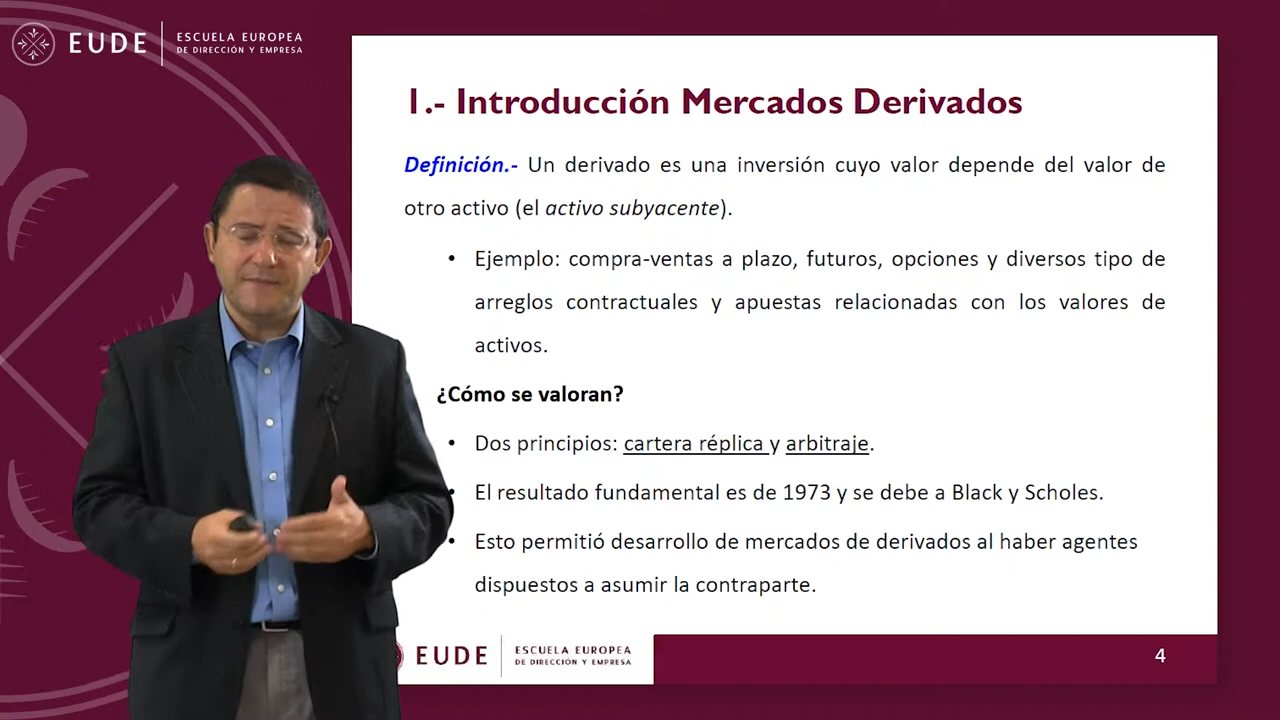 EUDE
ESCUELA EUROPEA
DE DIRECCIÓN Y EMPRESA
1.- Introducción Mercados Derivados
Definición.- Un derivado es una inversión cuyo valor depende del valor de
otro activo (el activo subyacente).
• Ejemplo: compra-ventas a plazo, futuros, opciones y diversos tipo de
arreglos contractuales y apuestas relacionadas con los valores de
activos.
¿Cómo se valoran?
• Dos principios: cartera réplica y arbitraje.
• El resultado fundamental es de 1973 y se debe a Black y Scholes.
• Esto permitió desarrollo de mercados de derivados al haber agentes
dispuestos a asumir la contraparte.
EUDE
ESCUELA EUROPEA
DE DIRECCIÓN Y EMPRESA
4